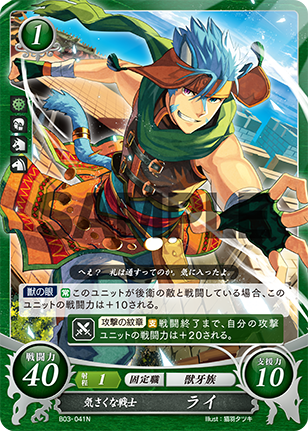 1
SAMPLE
へぇ？ 礼は通すってのか。気に入ったよ。
獣の眼 常 このユニットが後衛の敵と戦闘している場合、この
ユニットの戦闘力は+10される。
攻撃の紋章 支 戦闘終了まで、自分の攻撃
ユニットの戦闘力は+20される。
戦闘力 40
射程 1 固定職 獣牙族
支援力 10
気さくな戦士 ライ
B03-041N
Illust：猫羽タツキ